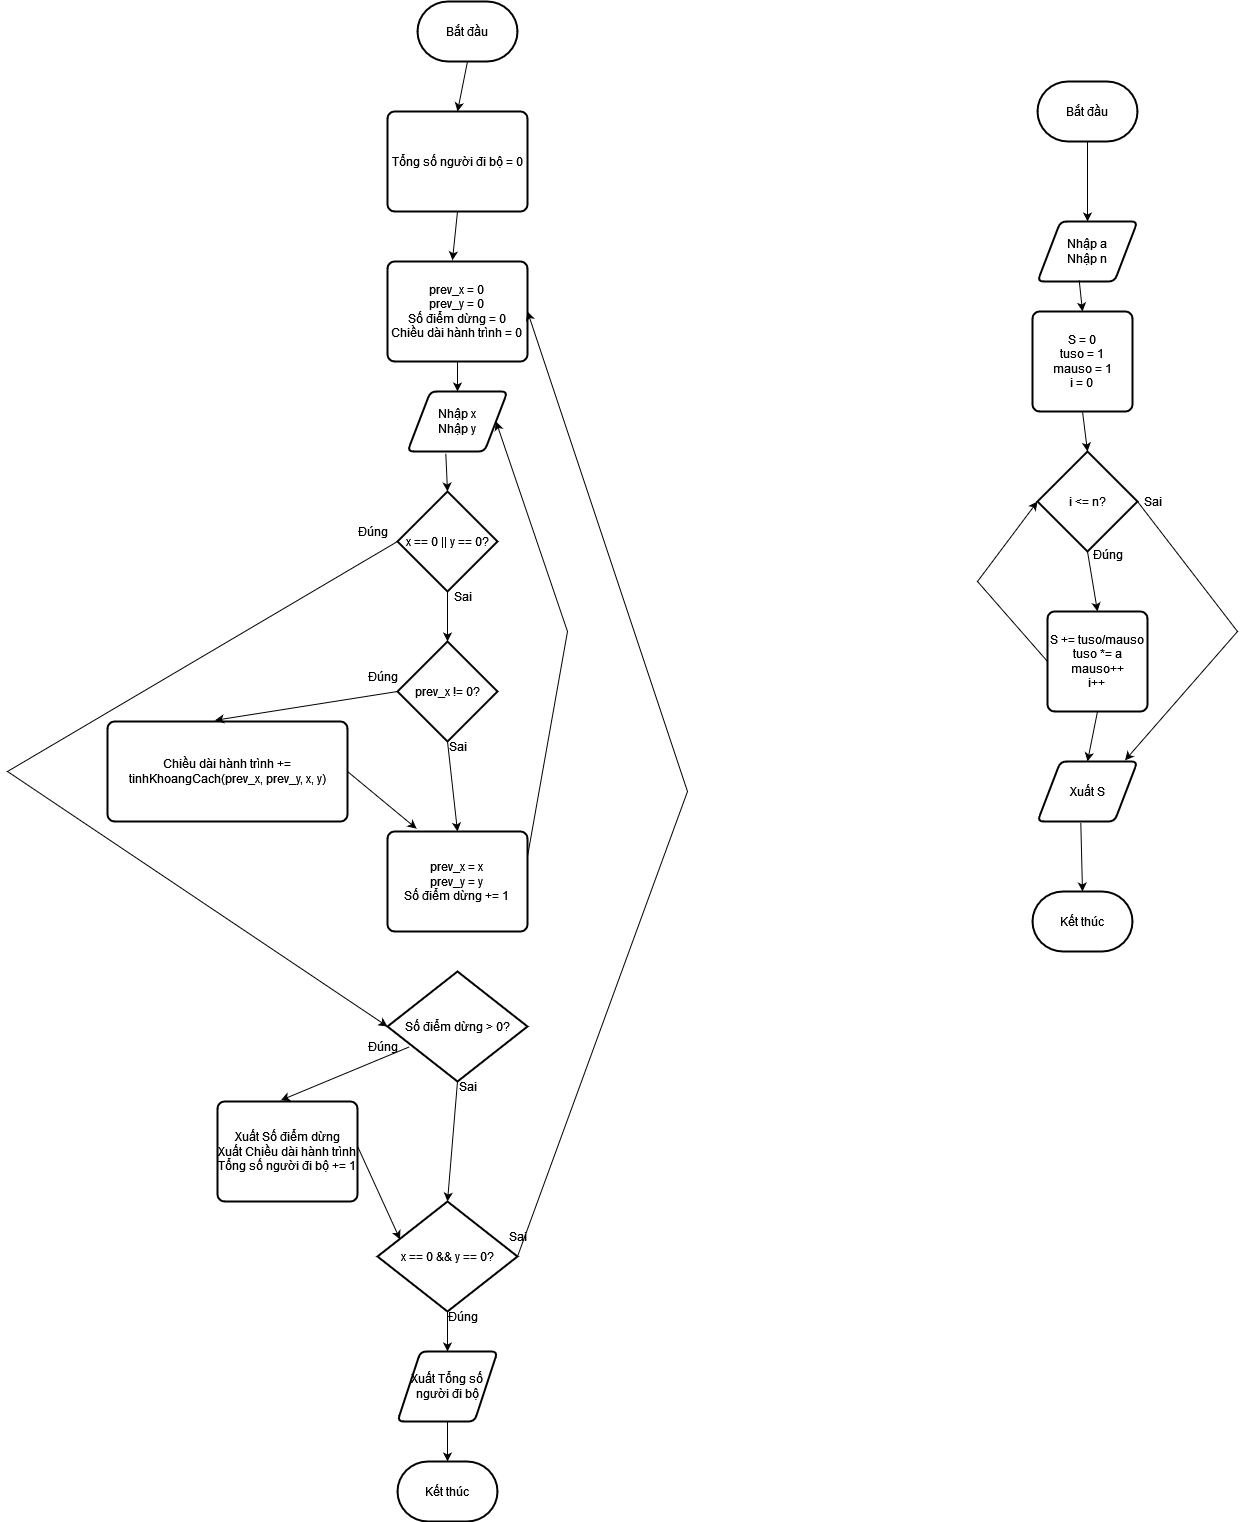 Bắt đầu
Tổng số người đi bộ = 0
prev_x = 0
prev_y = 0
Số điểm dừng = 0
Chiều dài hành trình = 0
Nhập x
Nhập y
Đúng
x == 0 || y == 0?
Sai
Đúng
prev_x != 0?
Sai
Chiều dài hành trình +=
tinhKhoangCach(prev_x, prev_y, x, y)
prev_x = x
prev_y = y
Số điểm dừng += 1
Số điểm dừng > 0?
Đúng
Sai
Xuất Số điểm dừng
Xuất Chiều dài hành trình
Tổng số người đi bộ += 1
Sai
x == 0 && y == 0?
Đúng
Xuất Tổng số
người đi bộ
Kết thúc
Bắt đầu
Nhập a
Nhập n
S = 0
tuso = 1
mauso = 1
i = 0
i <= n?
Sai
Đúng
S += tuso/mauso
tuso *= a
mauso++
i++
Xuất S
Kết thúc